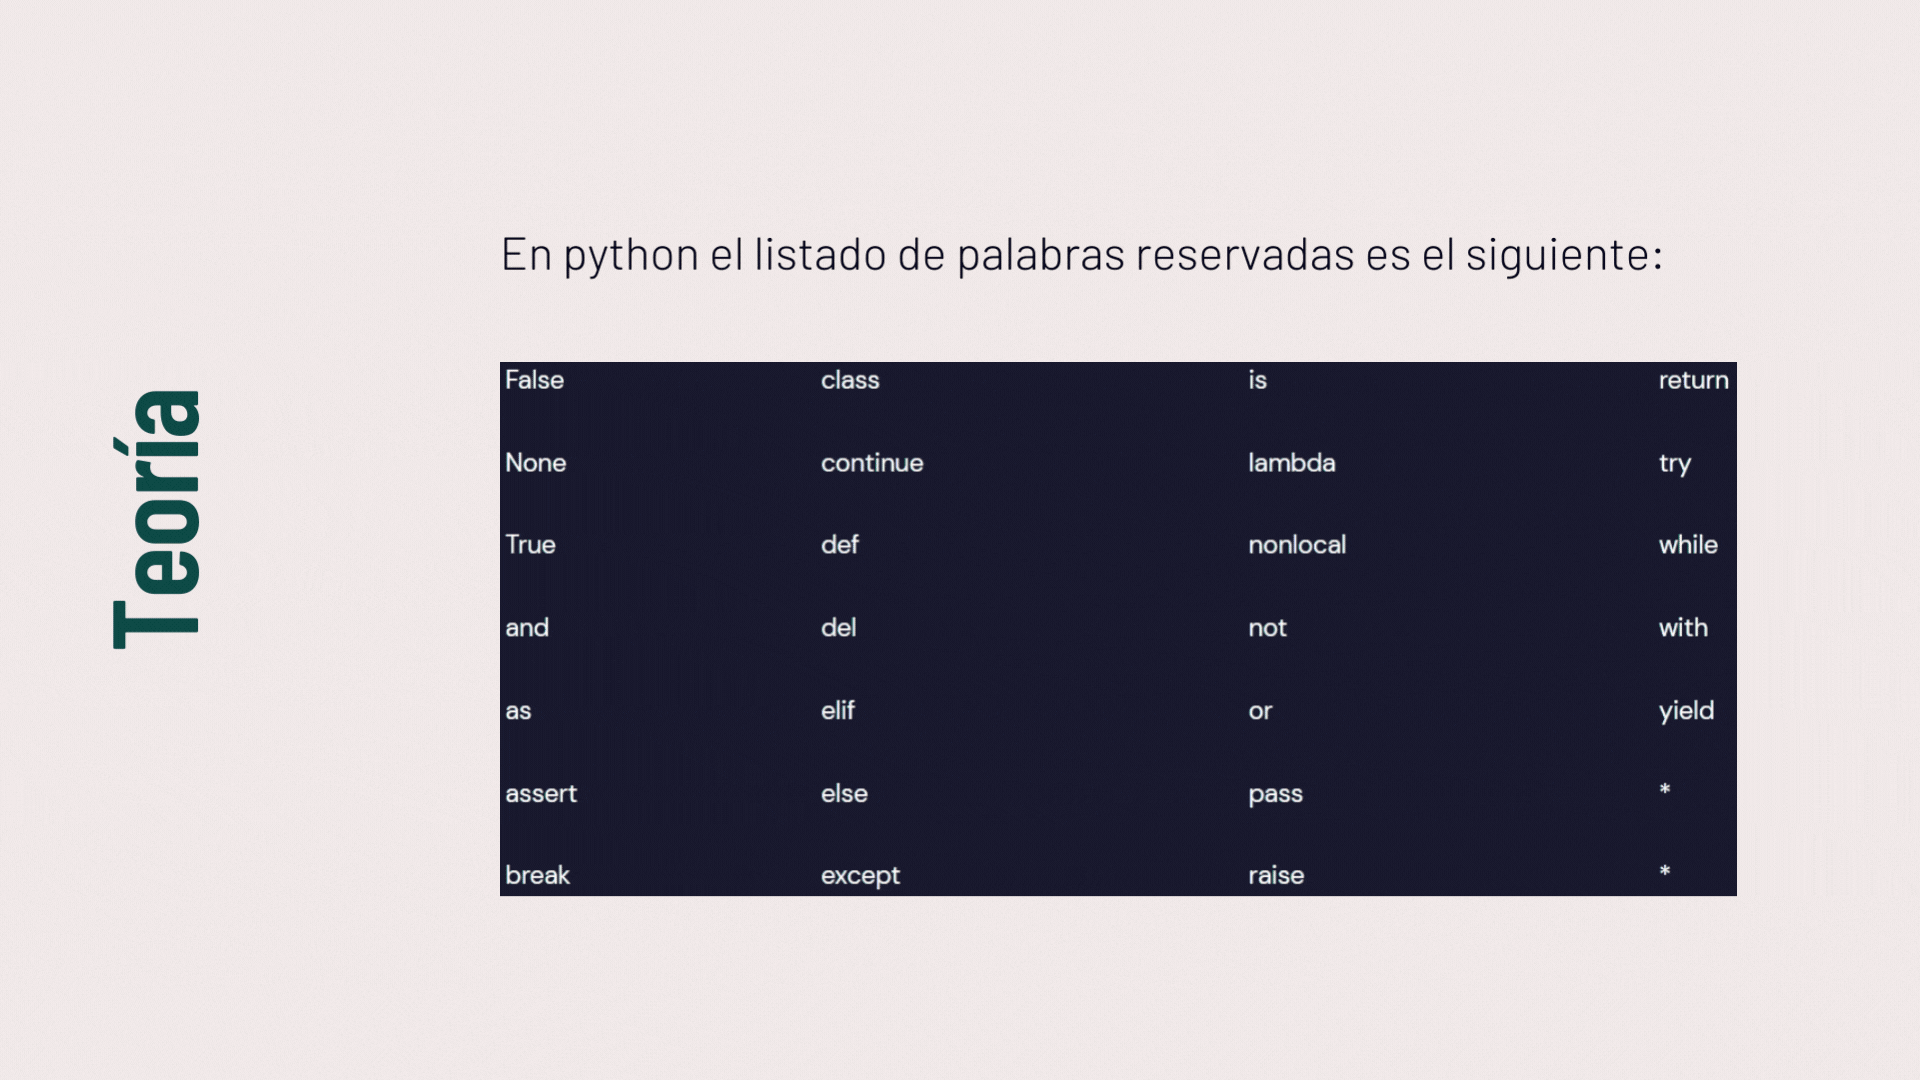 Teoría
En python el listado de palabras reservadas es el siguiente:
False class is return
None continue lambda try
True def nonlocal while
and del not with
as elif or yield
assert else pass *
break except raise *